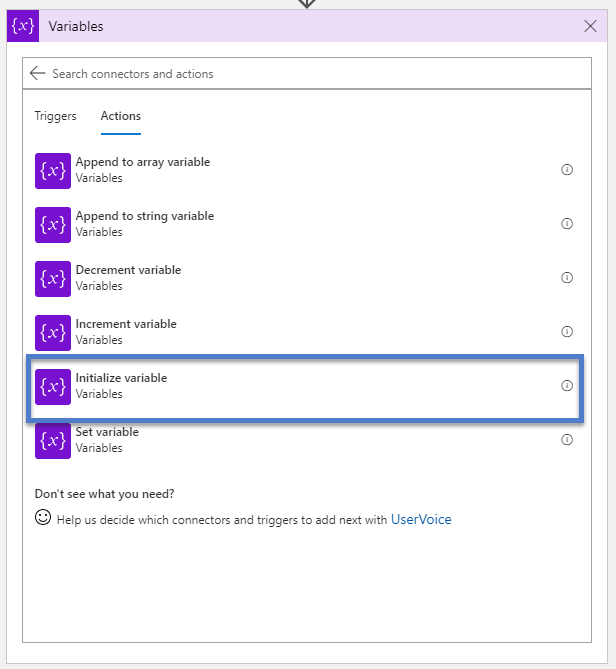 {x} Variables
Search connectors and actions
Triggers Actions
{x} Append to array variable
Variables
{x} Append to string variable
Variables
{x} Decrement variable
Variables
{x} Increment variable
Variables
{x} Initialize variable
Variables
{x} Set variable
Variables
Don't see what you need?
Help us decide which connectors and triggers to add next with UserVoice